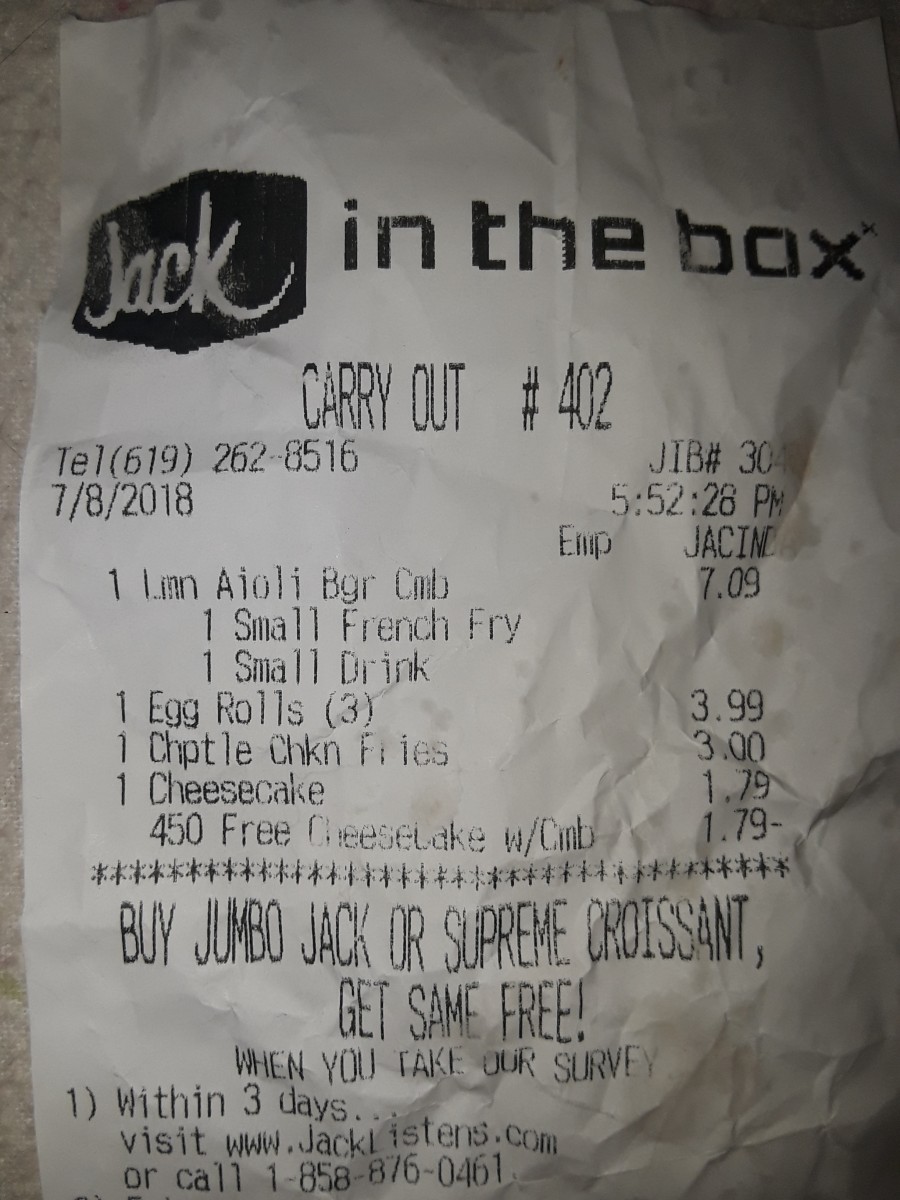 Jack in the box
CARRY OUT # 402
Tel(619) 262-8516 JIB#
7/8/2018 5:52:28 PM
Emp
1 Lmn Aioli Bgr Cmb 7.09
1 Small French Fry
1 Small Drink
1 Egg Rolls (3) 3.99
1 Chptle Chkn Fries 3.00
1 Cheesecake 1.79
450 Free Cheesecake w/Cmb 1.79-
*********************************************
BUY JUMBO JACK OR SUPREME CROISSANT,
GET SAME FREE!
WHEN YOU TAKE OUR SURVEY
1) Within 3 days...
visit www.JackListens.com
or call 1-858-876-0461